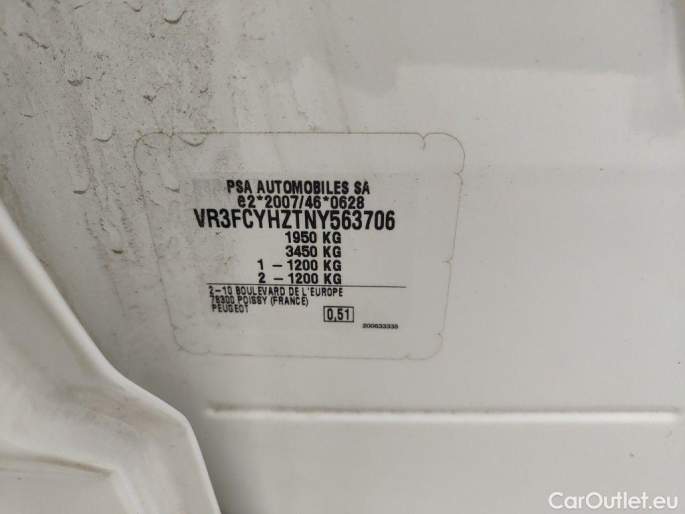 PSA AUTOMOBILES SA
e2*2007/46*0628
VR3FCYHZTNY563706
1950 KG
3450 KG
1 – 1200 KG
2 – 1200 KG
2-10 BOULEVARD DE L'EUROPE
78300 POISSY (FRANCE)
PEUGEOT
0,51
200633335
CarOutlet.eu